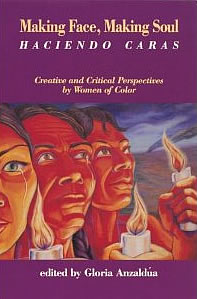 Making Face, Making Soul
HACIENDO CARAS
Creative and Critical Perspectives
by Women of Color
edited by Gloria Anzaldúa